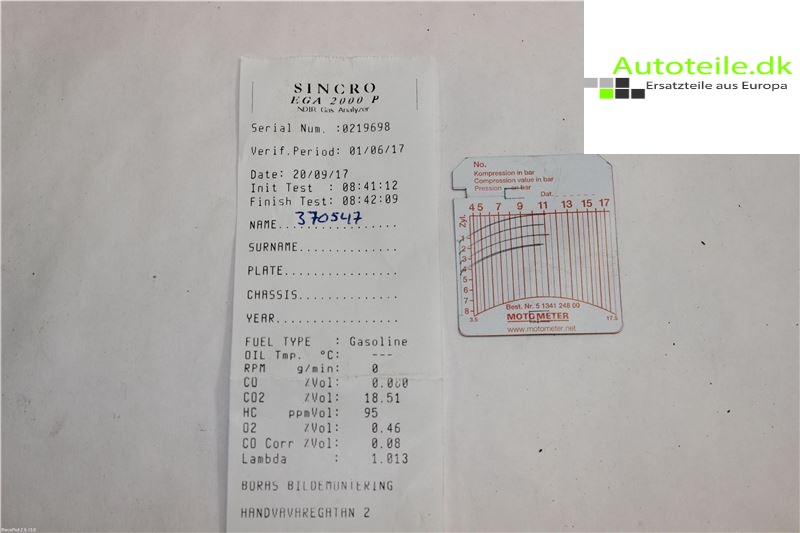 Autoteile.dk
Ersatzteile aus Europa
SINCRO
EGA 2000 P
NDIR Gas Analyzer
Serial Num. :0219698
Verif.Period: 01/06/17
Date: 20/09/17
Init Test : 08:41:12
Finish Test: 08:42:09
NAME................
370547
SURNAME.............
PLATE...............
CHASSIS.............
YEAR................
FUEL TYPE : Gasoline
OIL Tmp. °C: ---
RPM g/min: 0
CO %Vol: 0.080
CO2 %Vol: 18.51
HC ppmVol: 95
O2 %Vol: 0.46
CO Corr %Vol: 0.08
Lambda : 1.013
BORAS BILDEMONTERING
HANDVAVAREGATAN 2
No.
Kompression in bar
Compression value in bar
Pression en bar
Dat.
4 5 7 9 11 13 15 17
Zyl.
1
2
3
4
5
6
7
8
3.5 17.5
Best. Nr. 5 1341 248 00
MOTOMETER
www.motometer.net